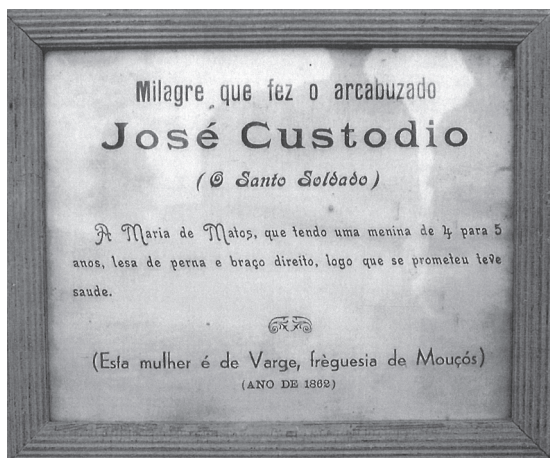 Milagre que fez o arcabuzado
José Custodio
(O Santo Soldado)
A Maria de Matos, que tendo uma menina de 4 para 5
anos, lesa de perna e braço direito, logo que se prometeu teve
saude.
(Esta mulher é de Varge, frèguesia de Mouçós)
(ANO DE 1862)